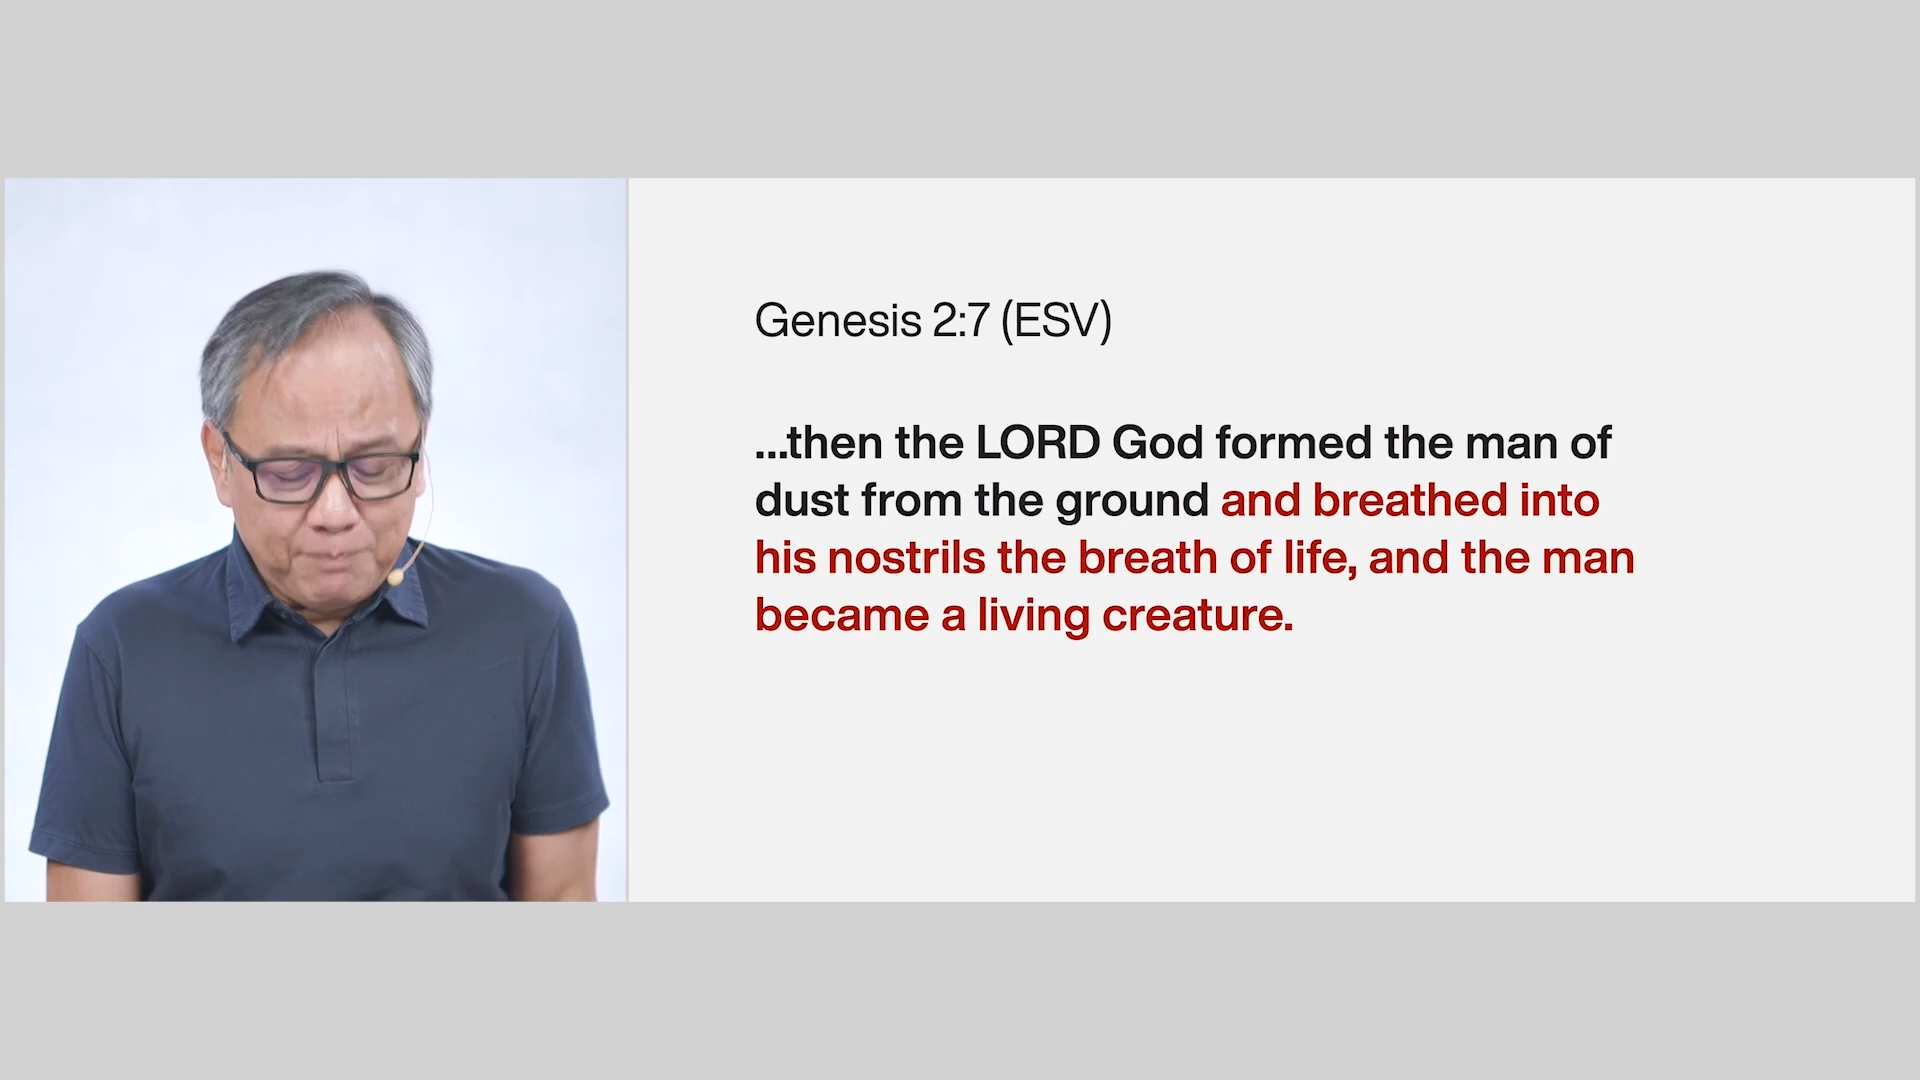 Genesis 2:7 (ESV)
...then the LORD God formed the man of
dust from the ground and breathed into
his nostrils the breath of life, and the man
became a living creature.